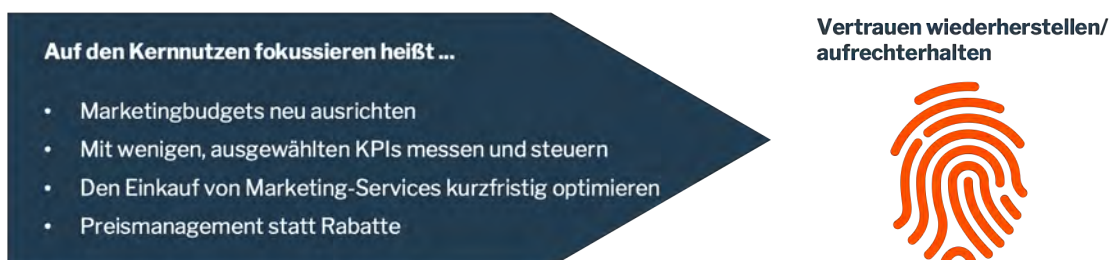 Auf den Kernnutzen fokussieren heißt ...
• Marketingbudgets neu ausrichten
• Mit wenigen, ausgewählten KPIs messen und steuern
• Den Einkauf von Marketing-Services kurzfristig optimieren
• Preismanagement statt Rabatte
Vertrauen wiederherstellen/
aufrechterhalten